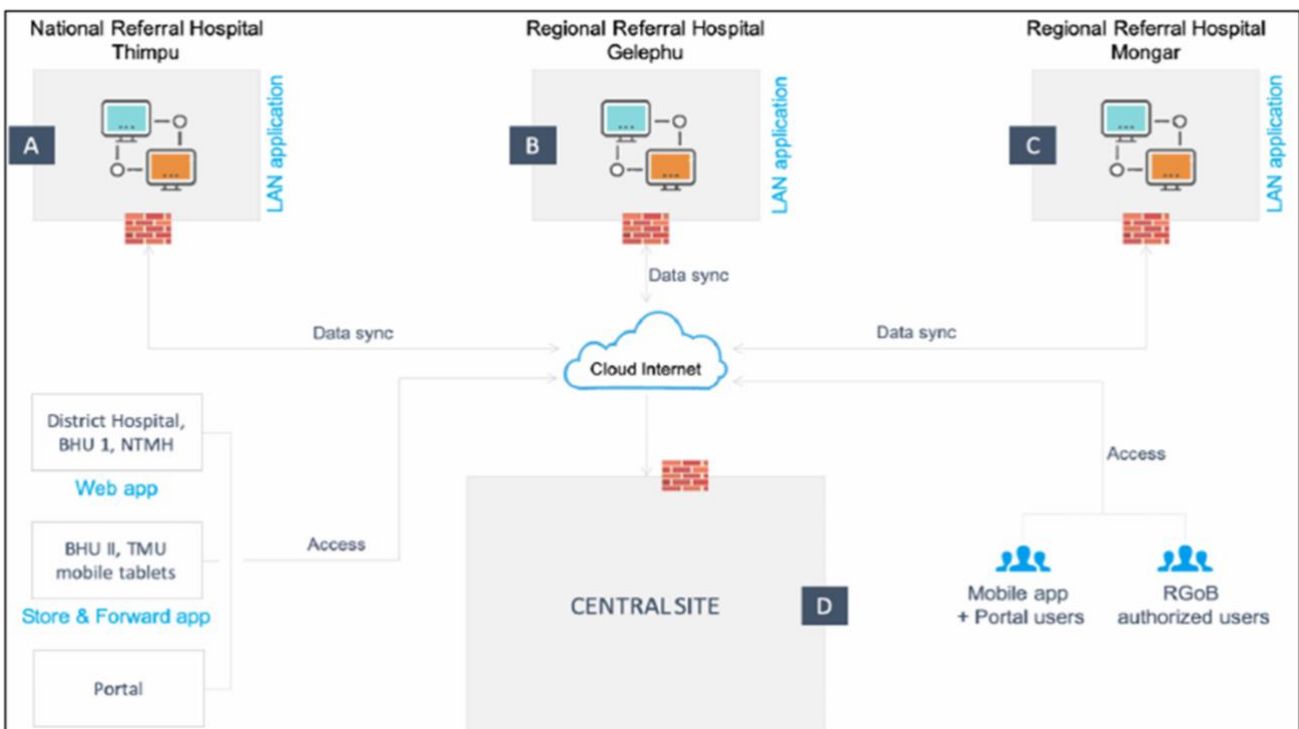 National Referral Hospital
Thimpu
Regional Referral Hospital
Gelephu
Regional Referral Hospital
Mongar
A
LAN application
B
LAN application
C
LAN application
Data sync
Data sync
Data sync
Cloud Internet
District Hospital,
BHU 1, NTMH
Web app
BHU II, TMU
mobile tablets
Store & Forward app
Portal
Access
CENTRAL SITE
D
Access
Mobile app
+ Portal users
RGoB
authorized users